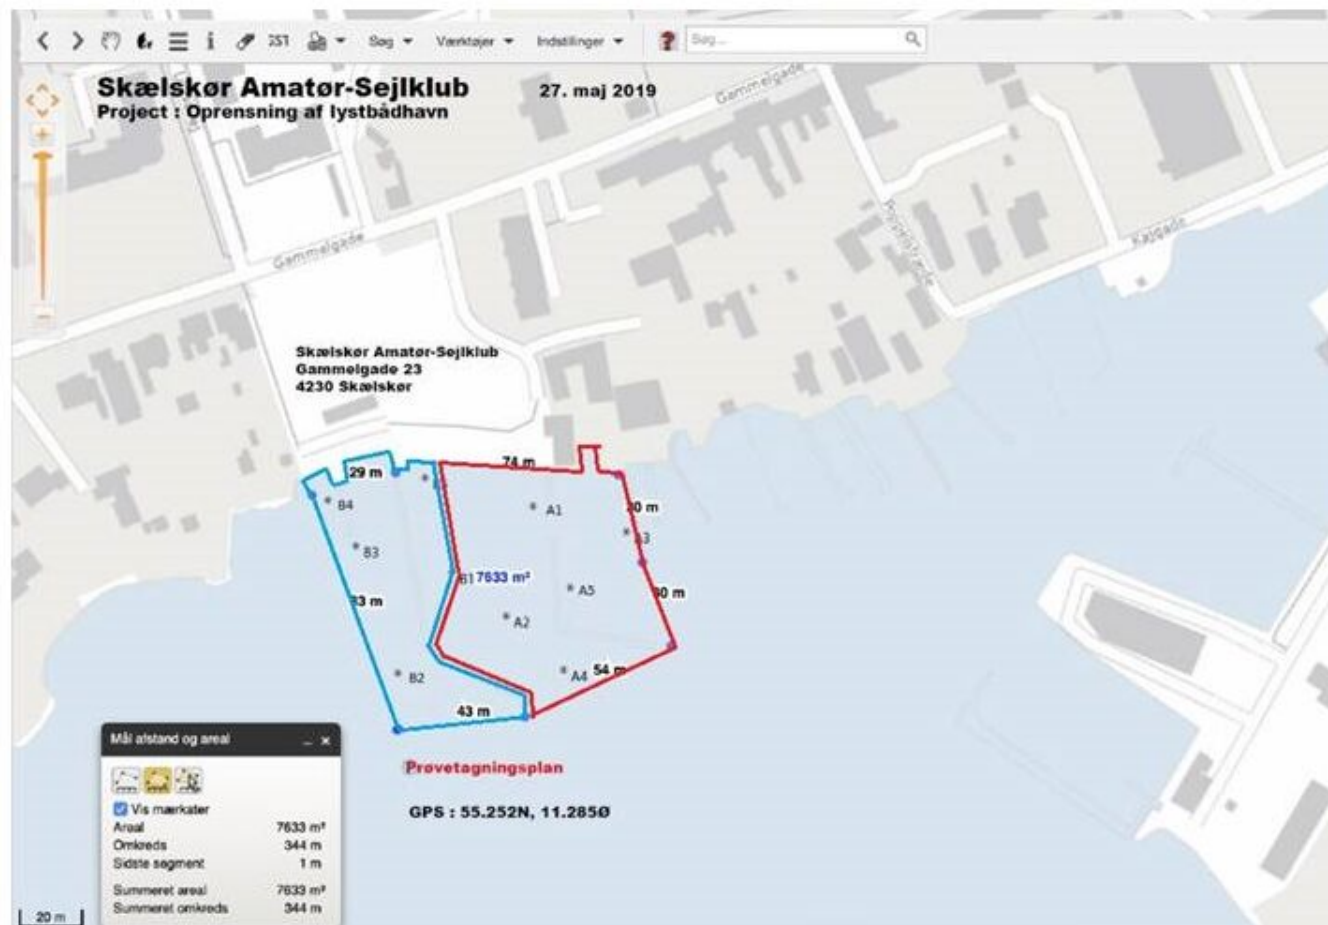 Søg
Værktøjer
Indstillinger
?
Søg...
Skælskør Amatør-Sejlklub
27. maj 2019
Project : Oprensning af lystbådhavn
Gammelgade
Gammelgade
Kajgade
Skælskør Amatør-Sejlklub
Gammelgade 23
4230 Skælskør
29 m
74 m
B4
A1
A3
B3
B1
7633 m²
A5
A2
B2
A4
54 m
43 m
Prøvetagningsplan
GPS : 55.252N, 11.285Ø
Mål afstand og areal
Vis mærkater
Areal 7633 m²
Omkreds 344 m
Sidste segment 1 m
Summeret areal 7633 m²
Summeret omkreds 344 m
20 m